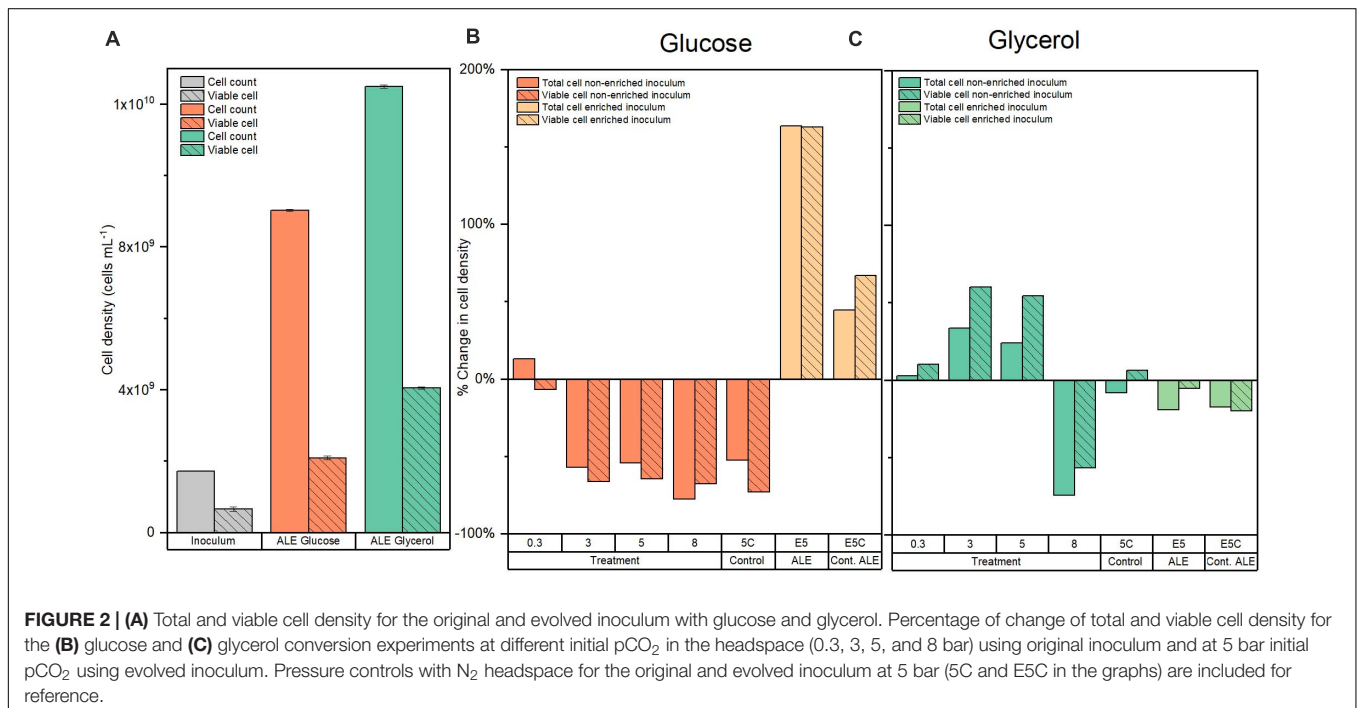 A
Cell count
Viable cell
Cell count
Viable cell
Cell count
Viable cell
1x10¹⁰
8x10⁹
4x10⁹
0
Cell density (cells mL⁻¹)
Inoculum ALE Glucose ALE Glycerol
B Glucose
Total cell non-enriched inoculum
Viable cell non-enriched inoculum
Total cell enriched inoculum
Viable cell enriched inoculum
200%
100%
0%
-100%
% Change in cell density
0.3 3 5 8 5C E5 E5C
Treatment Control ALE Cont. ALE
C Glycerol
Total cell non-enriched inoculum
Viable cell non-enriched inoculum
Total cell enriched inoculum
Viable cell enriched inoculum
0.3 3 5 8 5C E5 E5C
Treatment Control ALE Cont. ALE
FIGURE 2 | (A) Total and viable cell density for the original and evolved inoculum with glucose and glycerol. Percentage of change of total and viable cell density for
the (B) glucose and (C) glycerol conversion experiments at different initial pCO₂ in the headspace (0.3, 3, 5, and 8 bar) using original inoculum and at 5 bar initial
pCO₂ using evolved inoculum. Pressure controls with N₂ headspace for the original and evolved inoculum at 5 bar (5C and E5C in the graphs) are included for
reference.